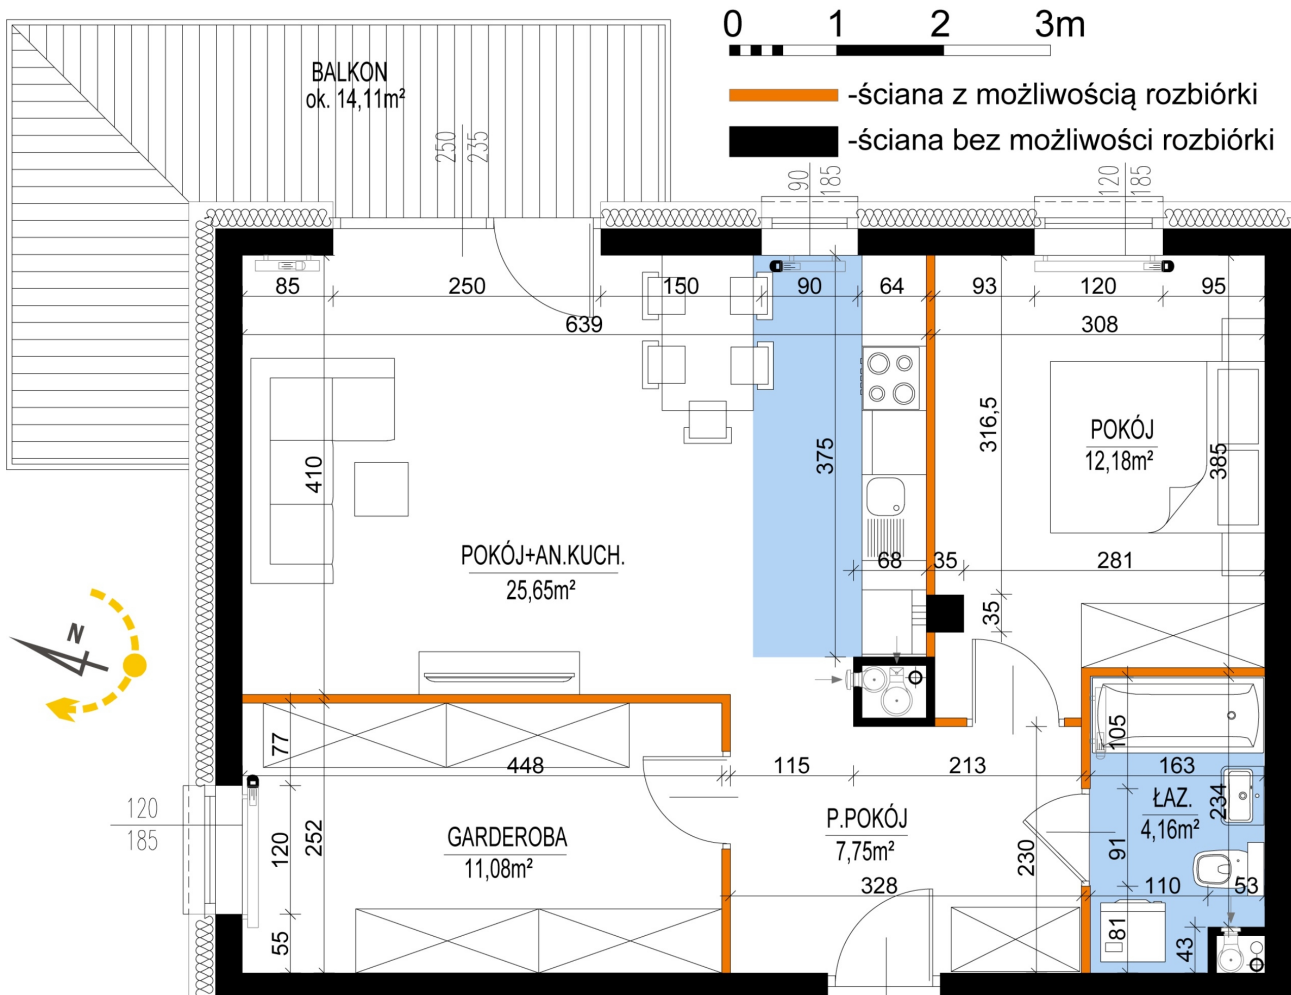 0 1 2 3m
-ściana z możliwością rozbiórki
-ściana bez możliwości rozbiórki
BALKON
ok. 14,11m²
250
235
90
185
120
185
85
250
150
90
64
93
120
95
639
308
410
375
316,5
385
POKÓJ
12,18m²
POKÓJ+AN.KUCH.
25,65m²
68
35
281
35
N
77
448
115
213
105
163
234
ŁAZ.
4,16m²
120
185
120
252
GARDEROBA
11,08m²
P.POKÓJ
7,75m²
230
91
328
110
53
55
81
43